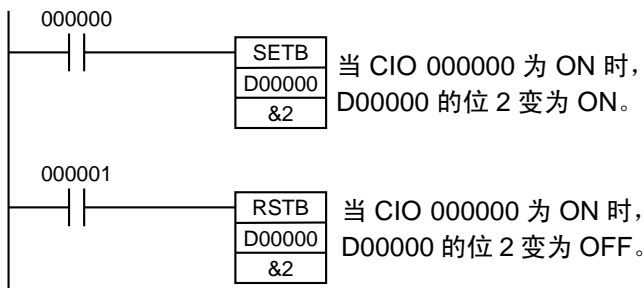 000000
SETB
D00000
&2
当 CIO 000000 为 ON 时，
D00000 的位 2 变为 ON。
000001
RSTB
D00000
&2
当 CIO 000000 为 ON 时，
D00000 的位 2 变为 OFF。